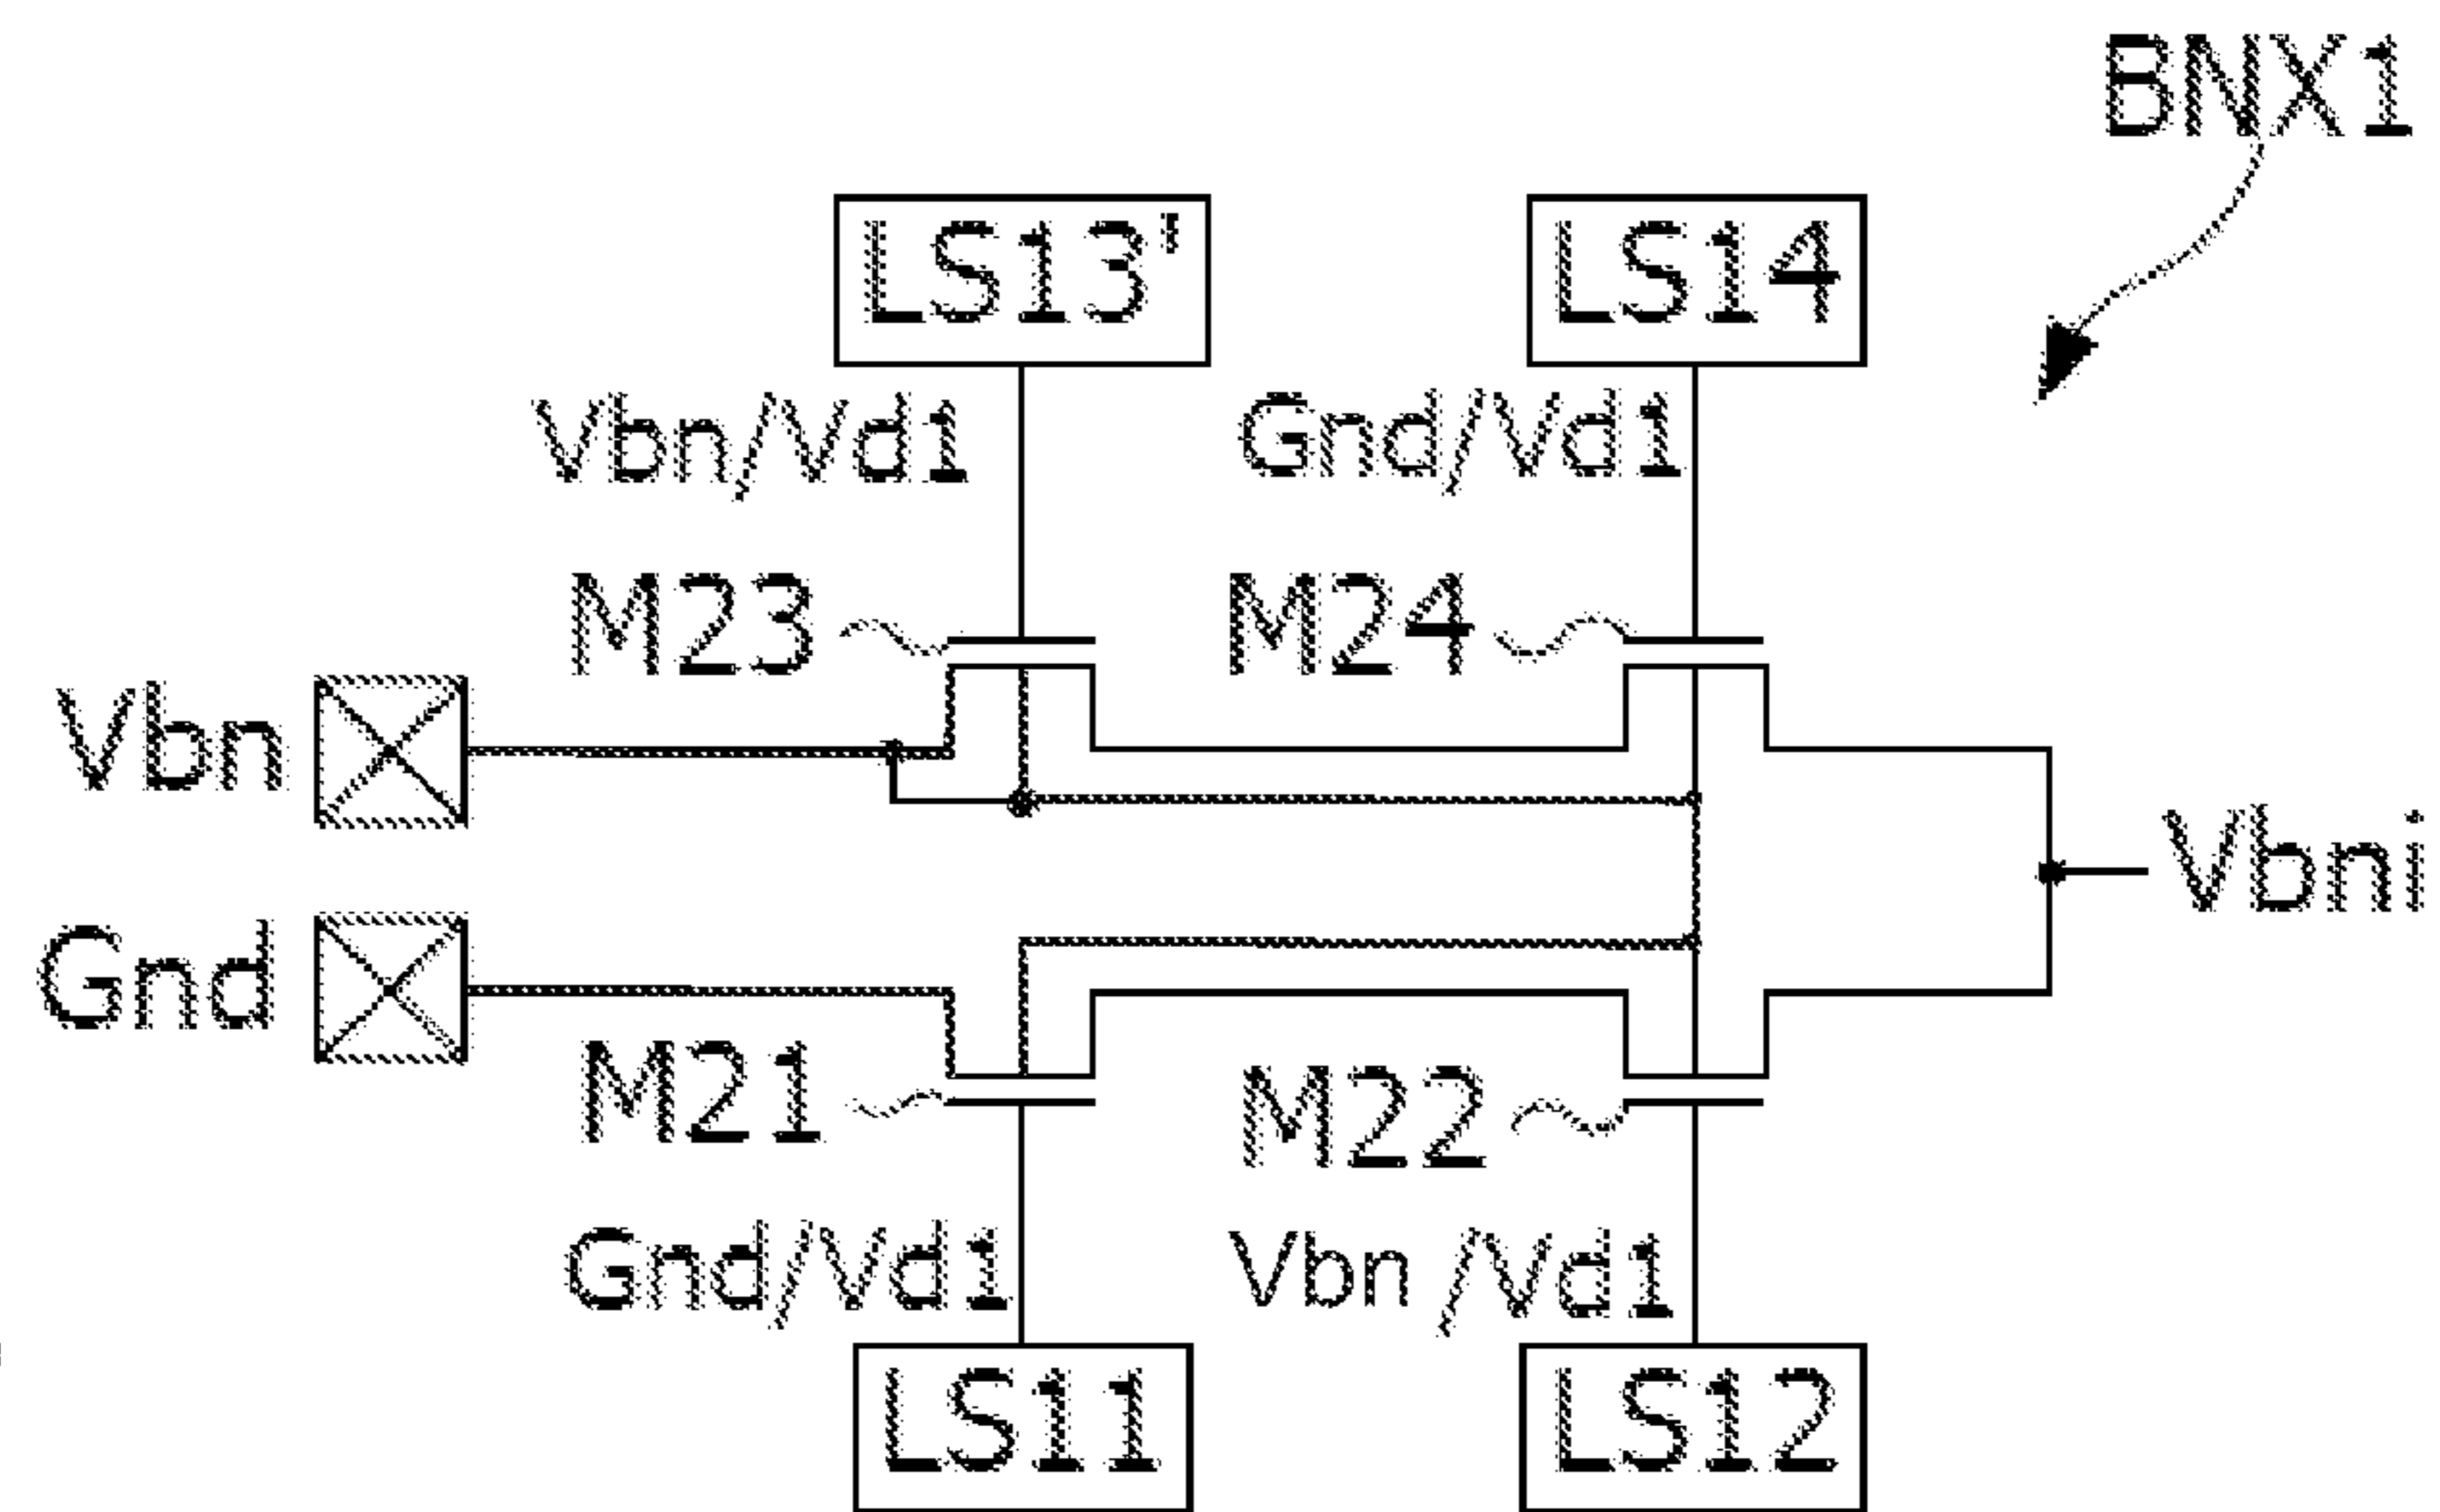 BNX1
LS13' LS14
Vbn/Vd1 Gnd/Vd1
M23 M24
Vbn
Vbni
Gnd
M21 M22
Gnd/Vd1 Vbn /Vd1
LS11 LS12